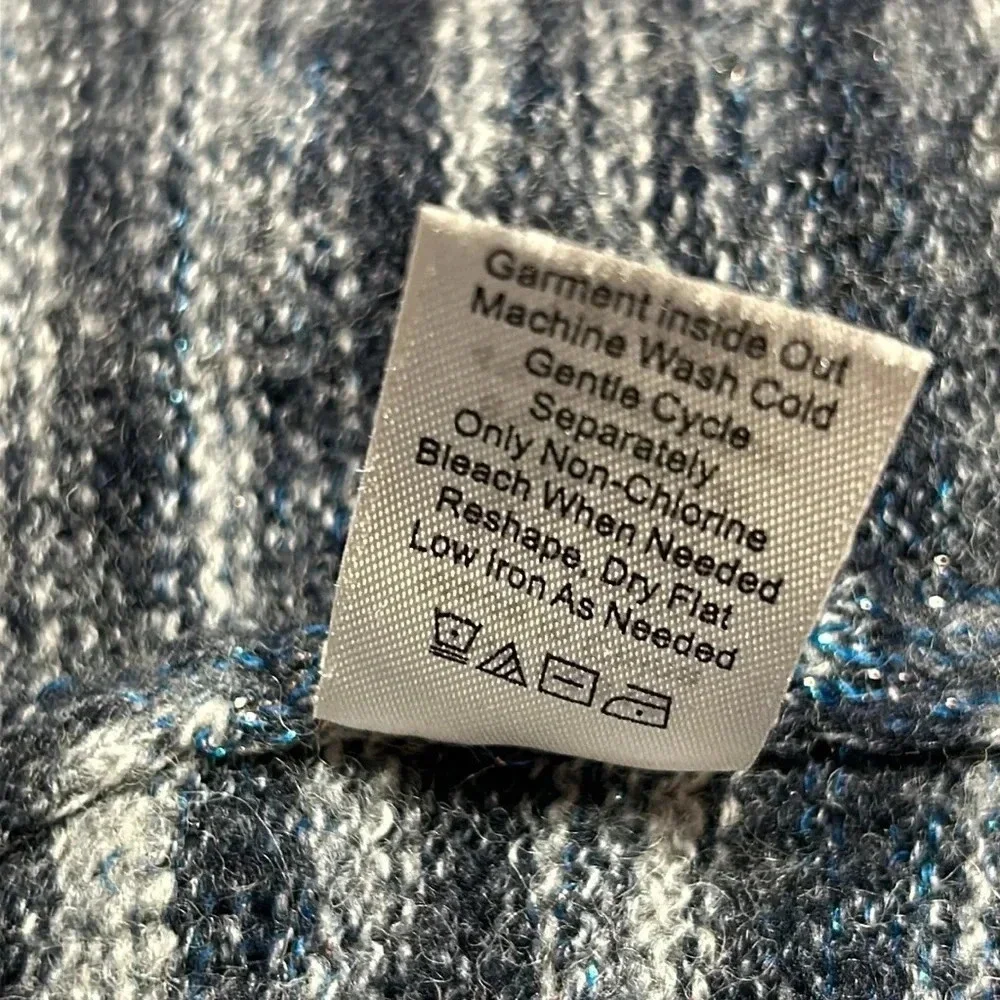 Garment inside Out
Machine Wash Cold
Gentle Cycle
Separately
Only Non-Chlorine
Bleach When Needed
Reshape, Dry Flat
Low iron As Needed